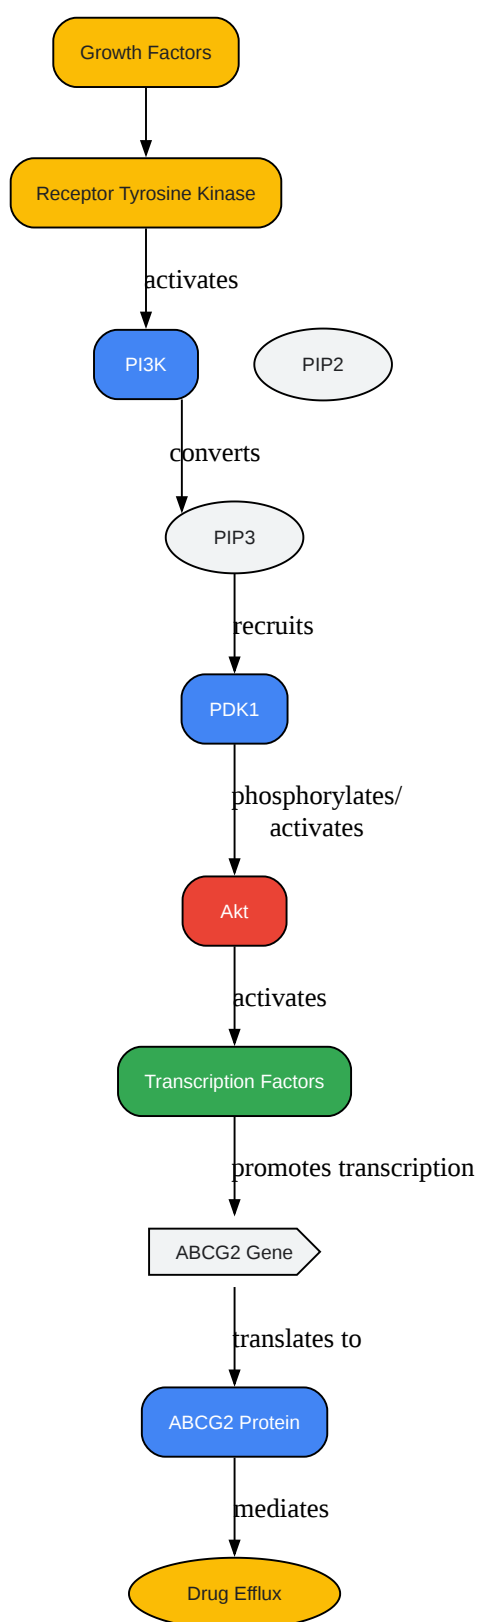 Growth Factors
Receptor Tyrosine Kinase
activates
PI3K
PIP2
converts
PIP3
recruits
PDK1
phosphorylates/
activates
Akt
activates
Transcription Factors
promotes transcription
ABCG2 Gene
translates to
ABCG2 Protein
mediates
Drug Efflux